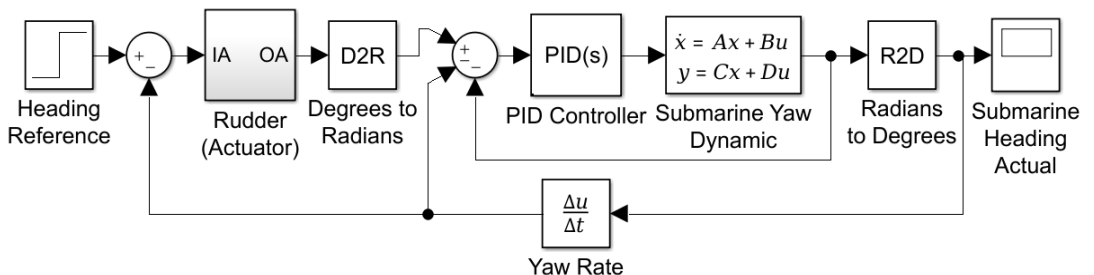 +
−
IA OA
D2R
+
−
−
PID(s)
ẋ = Ax + Bu
y = Cx + Du
R2D
Heading
Reference
Rudder
(Actuator)
Degrees to
Radians
PID Controller
Submarine Yaw
Dynamic
Radians
to Degrees
Submarine
Heading
Actual
Δu
Δt
Yaw Rate